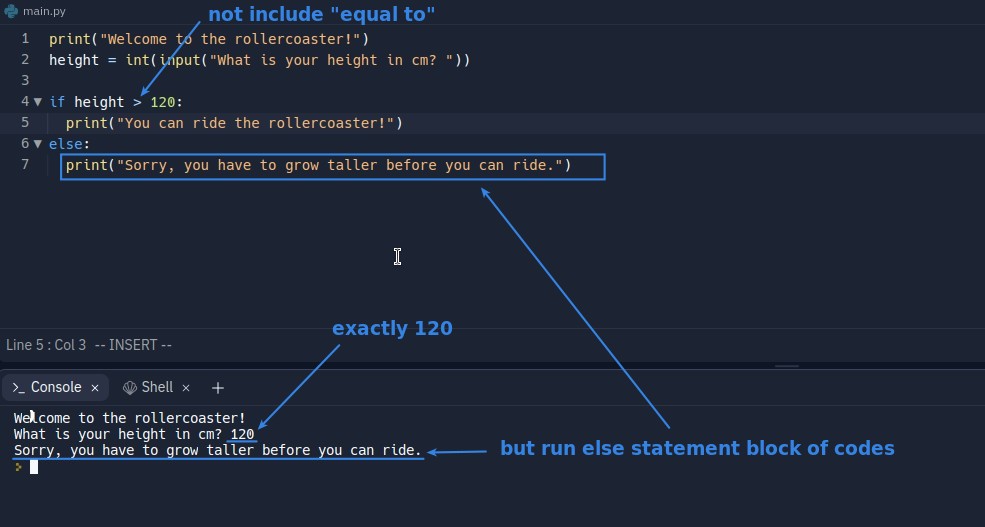 main.py
not include "equal to"
1 print("Welcome to the rollercoaster!")
2 height = int(input("What is your height in cm? "))
3
4 if height > 120:
5 print("You can ride the rollercoaster!")
6 else:
7 print("Sorry, you have to grow taller before you can ride.")
exactly 120
Line 5 : Col 3 -- INSERT --
Console × Shell × +
Welcome to the rollercoaster!
What is your height in cm? 120
Sorry, you have to grow taller before you can ride.
but run else statement block of codes